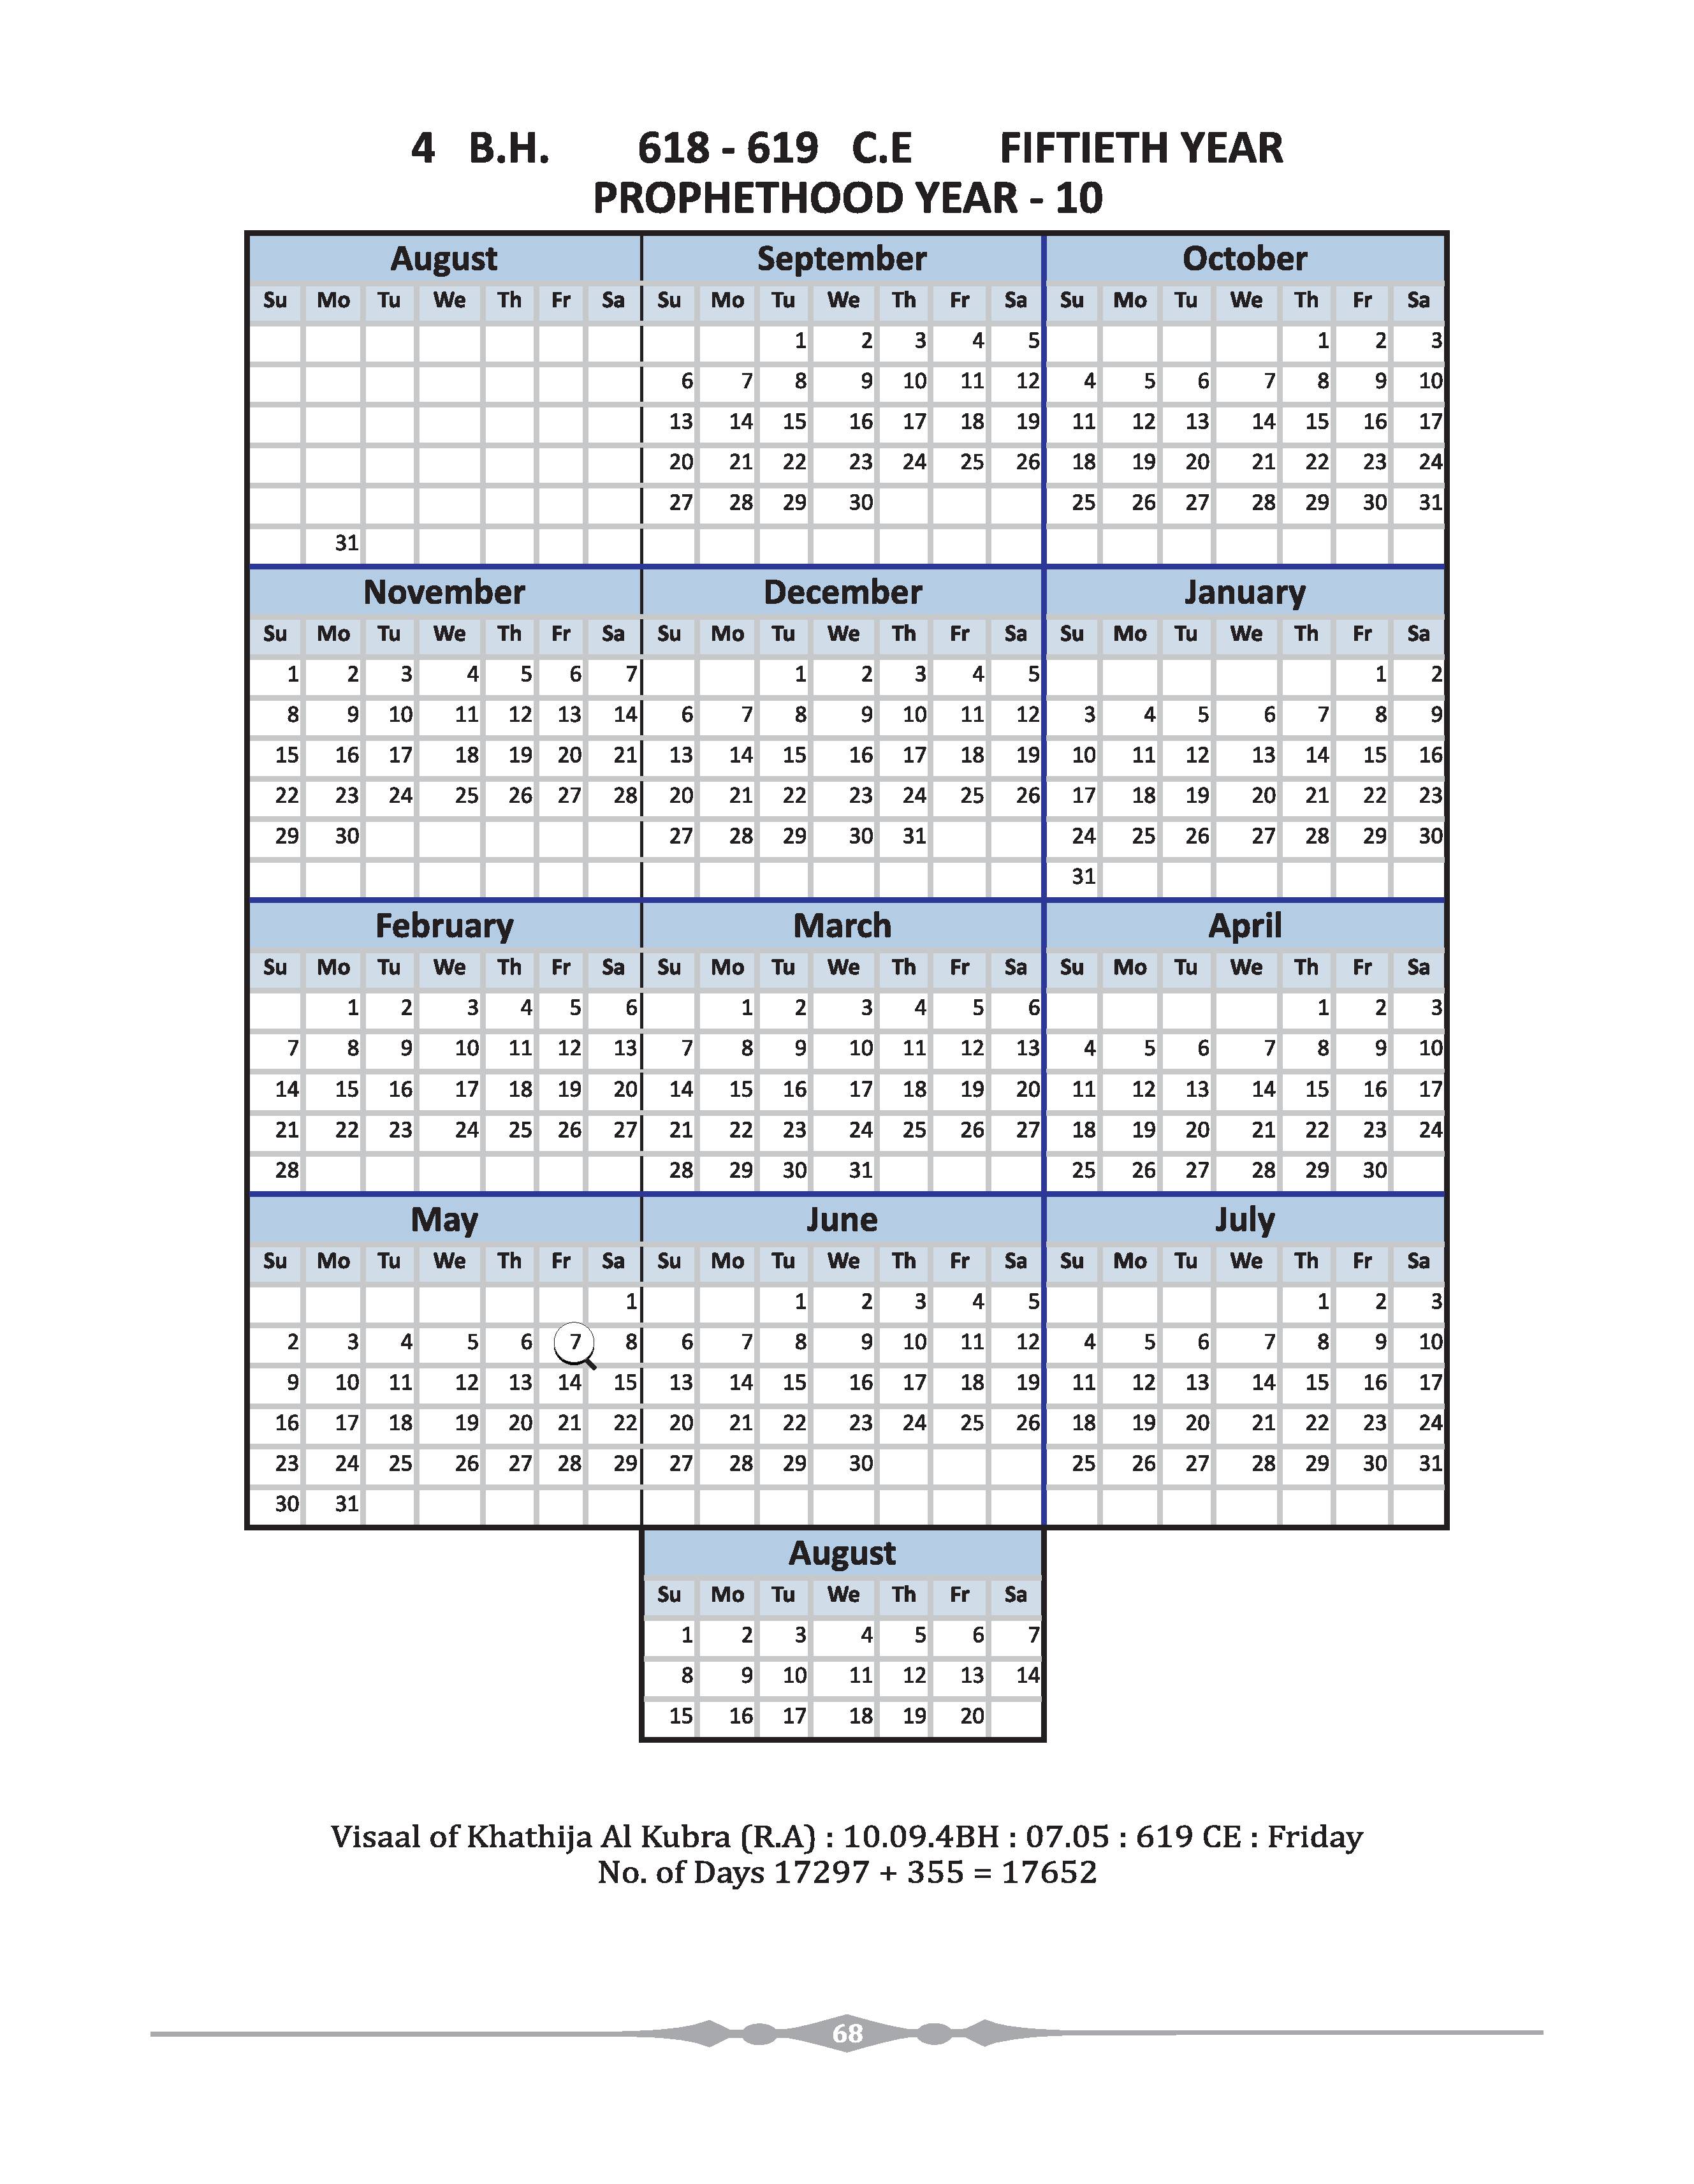 4 B.H. 618 - 619 C.E FIFTIETH YEAR
PROPHETHOOD YEAR - 10
August September October
Su Mo Tu We Th Fr Sa Su Mo Tu We Th Fr Sa Su Mo Tu We Th Fr Sa
1 2 3 4 5 1 2 3
6 7 8 9 10 11 12 4 5 6 7 8 9 10
13 14 15 16 17 18 19 11 12 13 14 15 16 17
20 21 22 23 24 25 26 18 19 20 21 22 23 24
27 28 29 30 25 26 27 28 29 30 31
31
November December January
Su Mo Tu We Th Fr Sa Su Mo Tu We Th Fr Sa Su Mo Tu We Th Fr Sa
1 2 3 4 5 6 7 1 2 3 4 5 1 2
8 9 10 11 12 13 14 6 7 8 9 10 11 12 3 4 5 6 7 8 9
15 16 17 18 19 20 21 13 14 15 16 17 18 19 10 11 12 13 14 15 16
22 23 24 25 26 27 28 20 21 22 23 24 25 26 17 18 19 20 21 22 23
29 30 27 28 29 30 31 24 25 26 27 28 29 30
31
February March April
Su Mo Tu We Th Fr Sa Su Mo Tu We Th Fr Sa Su Mo Tu We Th Fr Sa
1 2 3 4 5 6 1 2 3 4 5 6 1 2 3
7 8 9 10 11 12 13 7 8 9 10 11 12 13 4 5 6 7 8 9 10
14 15 16 17 18 19 20 14 15 16 17 18 19 20 11 12 13 14 15 16 17
21 22 23 24 25 26 27 21 22 23 24 25 26 27 18 19 20 21 22 23 24
28 28 29 30 31 25 26 27 28 29 30
May June July
Su Mo Tu We Th Fr Sa Su Mo Tu We Th Fr Sa Su Mo Tu We Th Fr Sa
1 1 2 3 4 5 1 2 3
2 3 4 5 6 7 8 6 7 8 9 10 11 12 4 5 6 7 8 9 10
9 10 11 12 13 14 15 13 14 15 16 17 18 19 11 12 13 14 15 16 17
16 17 18 19 20 21 22 20 21 22 23 24 25 26 18 19 20 21 22 23 24
23 24 25 26 27 28 29 27 28 29 30 25 26 27 28 29 30 31
30 31
August
Su Mo Tu We Th Fr Sa
1 2 3 4 5 6 7
8 9 10 11 12 13 14
15 16 17 18 19 20
Visaal of Khathija Al Kubra (R.A) : 10.09.4BH : 07.05 : 619 CE : Friday
No. of Days 17297 + 355 = 17652
68